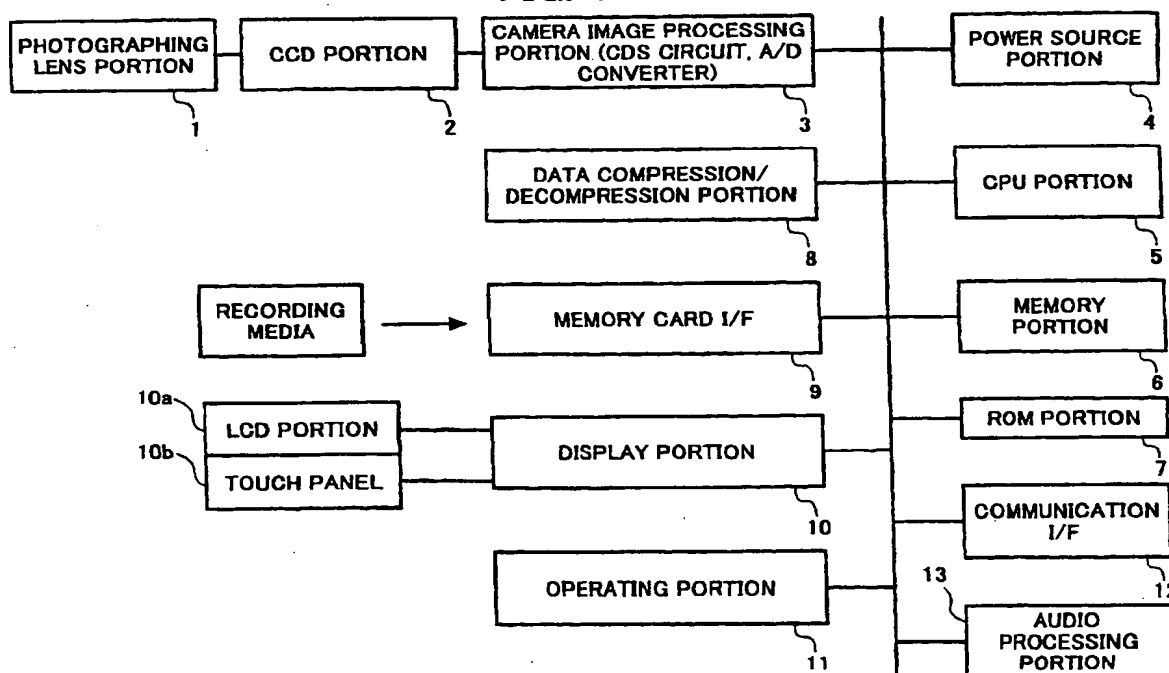 PHOTOGRAPHING
LENS PORTION
1
CCD PORTION
2
CAMERA IMAGE PROCESSING
PORTION (CDS CIRCUIT, A/D
CONVERTER)
3
POWER SOURCE
PORTION
4
DATA COMPRESSION/
DECOMPRESSION PORTION
8
CPU PORTION
5
RECORDING
MEDIA
MEMORY CARD I/F
9
MEMORY
PORTION
6
10a
LCD PORTION
10b
TOUCH PANEL
DISPLAY PORTION
10
ROM PORTION
7
COMMUNICATION
I/F
12
OPERATING PORTION
11
13
AUDIO
PROCESSING
PORTION